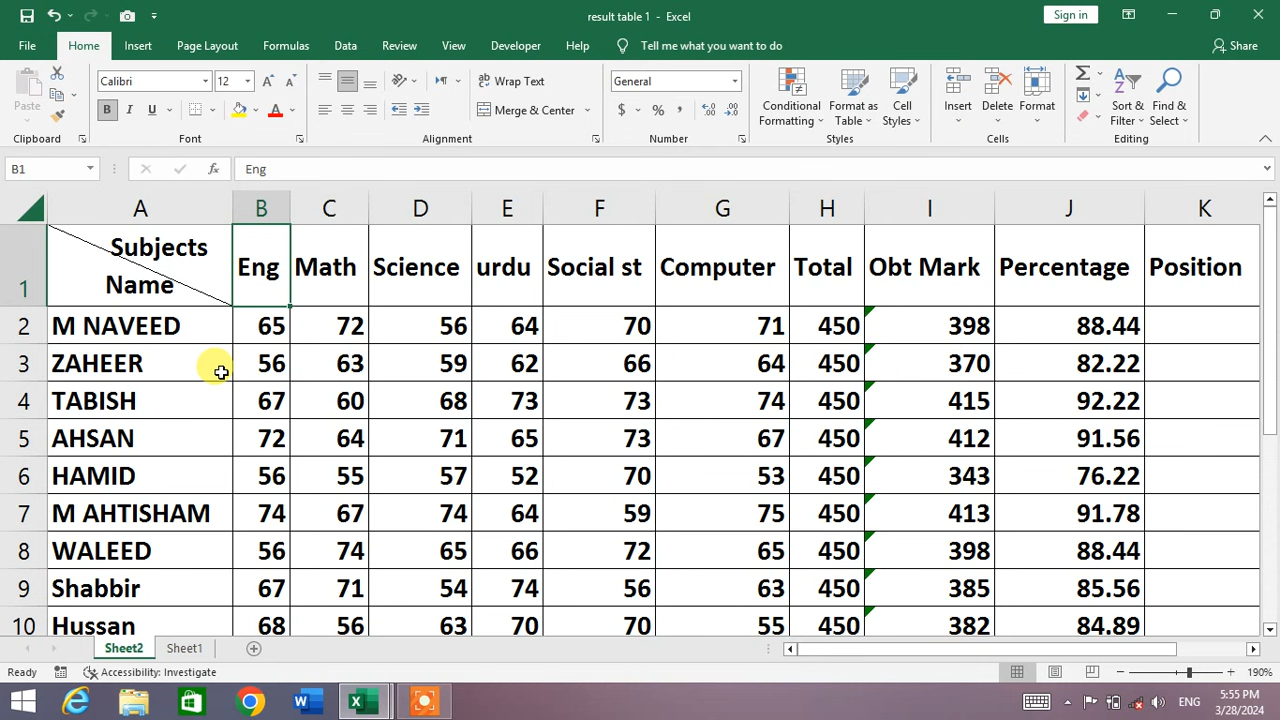 result table 1 - Excel
Sign in
File Home Insert Page Layout Formulas Data Review View Developer Help Tell me what you want to do Share
Paste
Calibri 12
Wrap Text
General
Conditional Formatting
Format as Table
Cell Styles
Insert
Delete
Format
Sort & Filter
Find & Select
B I U
Merge & Center
$ % ,
Clipboard Font Alignment Number Styles Cells Editing
B1 fx Eng
A B C D E F G H I J K
1 Subjects Name Eng Math Science urdu Social st Computer Total Obt Mark Percentage Position
2 M NAVEED 65 72 56 64 70 71 450 398 88.44
3 ZAHEER 56 63 59 62 66 64 450 370 82.22
4 TABISH 67 60 68 73 73 74 450 415 92.22
5 AHSAN 72 64 71 65 73 67 450 412 91.56
6 HAMID 56 55 57 52 70 53 450 343 76.22
7 M AHTISHAM 74 67 74 64 59 75 450 413 91.78
8 WALEED 56 74 65 66 72 65 450 398 88.44
9 Shabbir 67 71 54 74 56 63 450 385 85.56
10 Hussan 68 56 63 70 70 55 450 382 84.89
Sheet2 Sheet1
Ready Accessibility: Investigate 190%
ENG 5:55 PM
3/28/2024